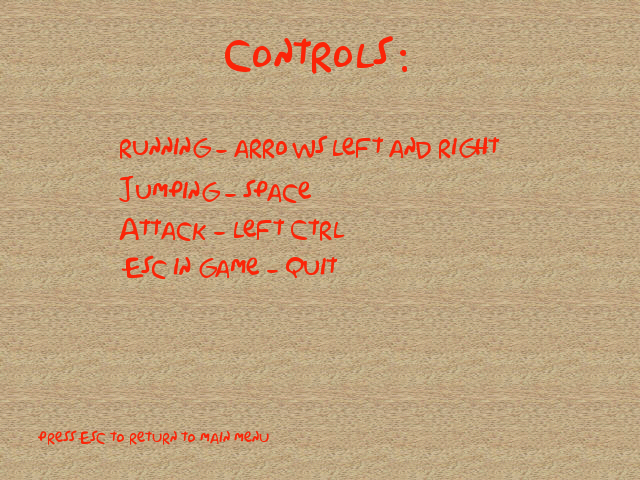 Controls:
Running - arrows left and right
Jumping - space
Attack - left ctrl
Esc in game - Quit
press Esc to return to main menu